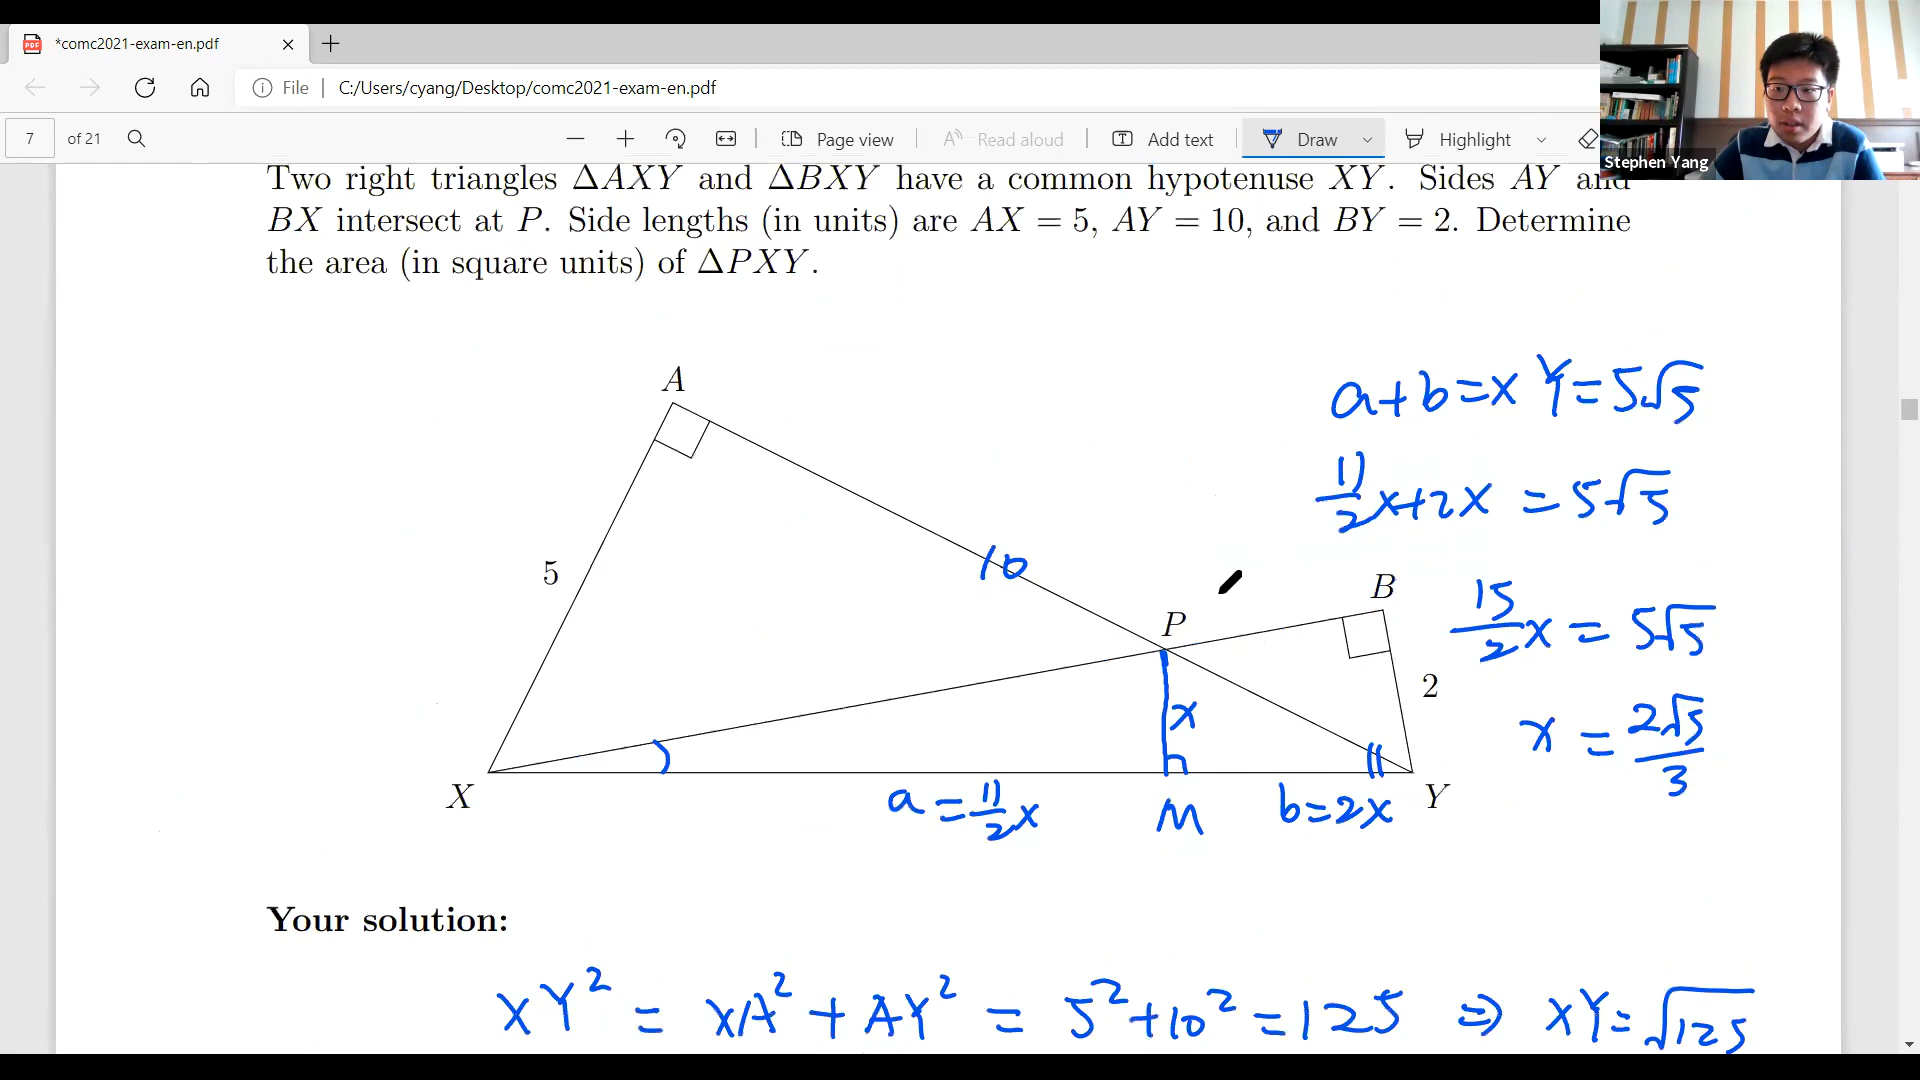 *comc2021-exam-en.pdf
File C:/Users/cyang/Desktop/comc2021-exam-en.pdf
7 of 21 Page view Read aloud Add text Draw Highlight
Stephen Yang
Two right triangles ΔAXY and ΔBXY have a common hypotenuse XY. Sides AY and
BX intersect at P. Side lengths (in units) are AX = 5, AY = 10, and BY = 2. Determine
the area (in square units) of ΔPXY.
A
a+b=XY=5√5
11/2x+2x = 5√5
10
5
B
P
15/2x = 5√5
2
x
x = 2√5/3
X
Y
a = 11/2x
M
b=2x
Your solution:
XY² = XA² + AY² = 5²+10² = 125 ⇒ XY=√125